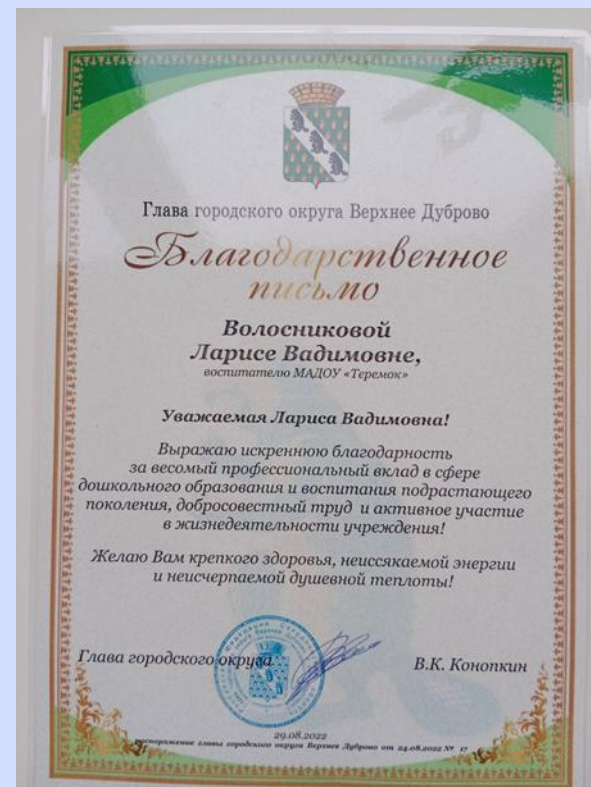 Глава городского округа Верхнее Дуброво
Благодарственное
письмо
Волосниковой
Ларисе Вадимовне,
воспитателю МАДОУ «Теремок»
Уважаемая Лариса Вадимовна!
Выражаю искреннюю благодарность
за весомый профессиональный вклад в сфере
дошкольного образования и воспитания подрастающего
поколения, добросовестный труд и активное участие
в жизнедеятельности учреждения!
Желаю Вам крепкого здоровья, неиссякаемой энергии
и неисчерпаемой душевной теплоты!
Глава городского округа
В.К. Конопкин
29.08.2022
распоряжение главы городского округа Верхнее Дуброво от 24.08.2022 № 17